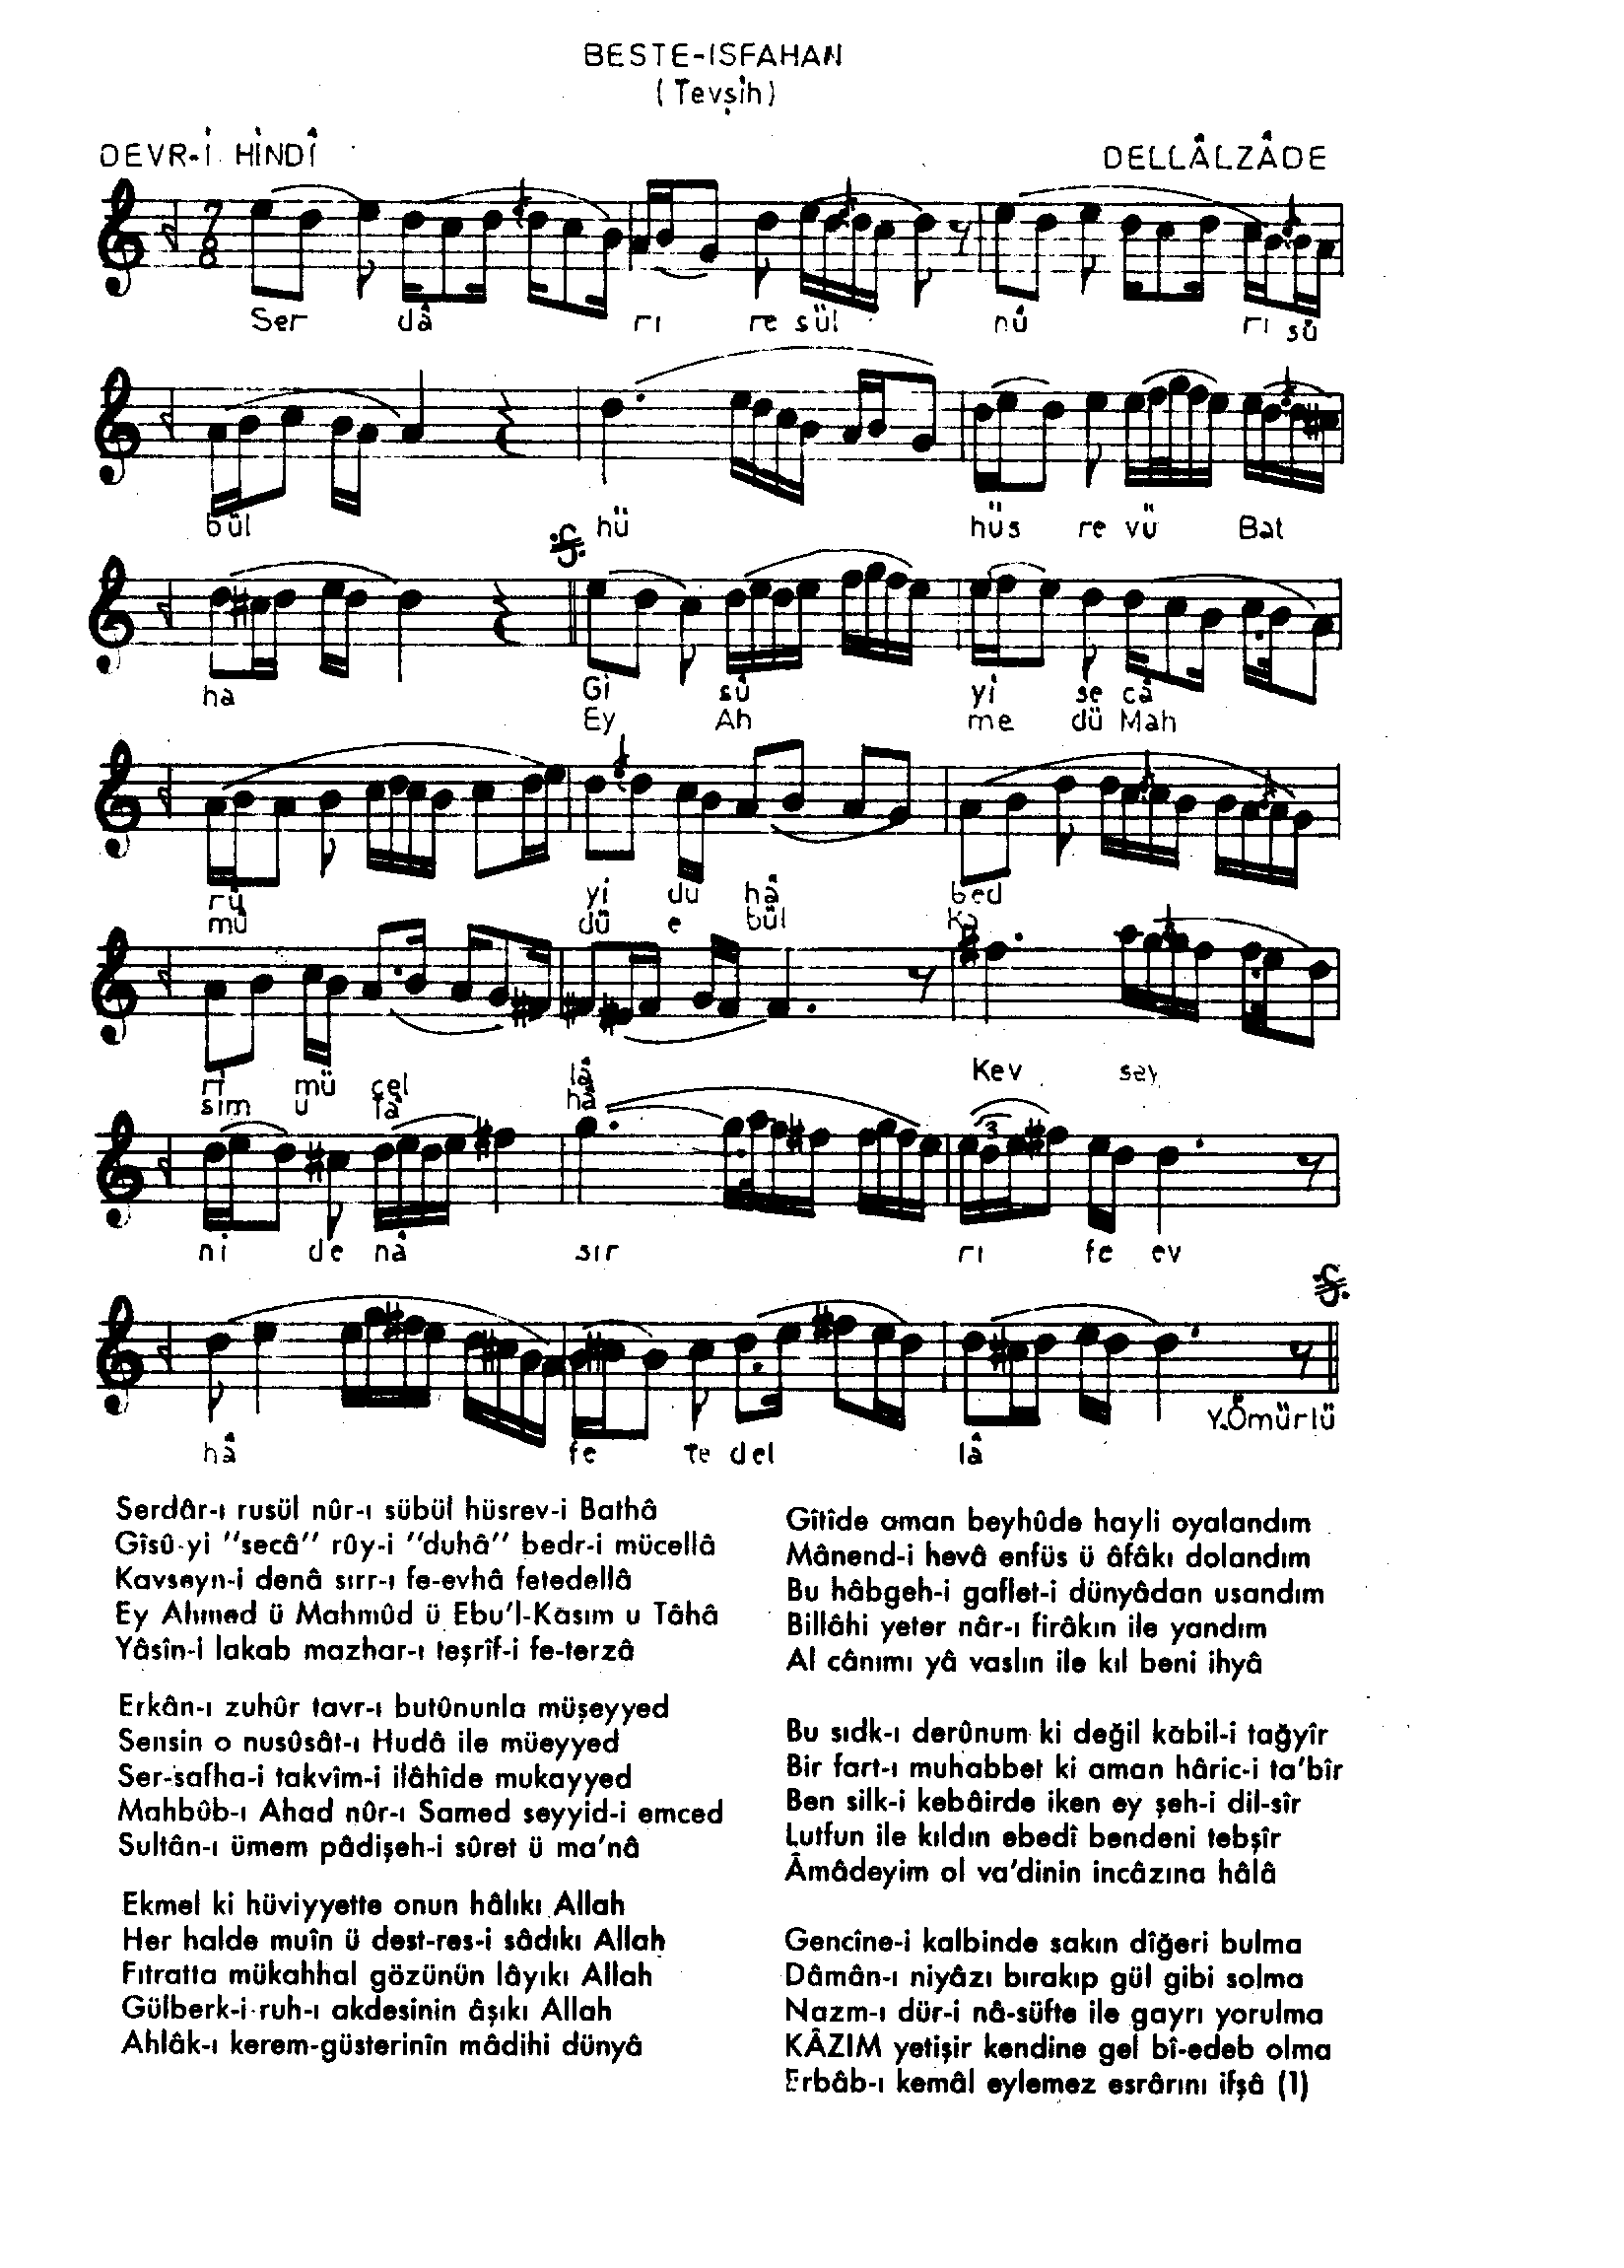 BESTE-ISFAHAN
(Tevşîh)
DEVR-İ HİNDÎ
DELLÂLZÂDE
7
8
Ser dâ rı re sül nû rı sü
bül hü hüs re vü Bat
ha Gi sû yi se câ
Ey Ah me dü Mah
rû yi du hâ bed
mû dü e bül Ka
ri mü cel lâ Kev sey
sım u Tâ hâ
3
ni de nâ sır rı fe ev
hâ fe te del lâ
Y.Ömürlü
Serdâr-ı rusül nûr-ı sübül hüsrev-i Bathâ
Gîsû-yi "secâ" rûy-i "duhâ" bedr-i mücellâ
Kavseyn-i denâ sırr-ı fe-evhâ fetedellâ
Ey Ahmed ü Mahmûd ü Ebu'l-Kasım u Tâhâ
Yâsîn-i lakab mazhar-ı teşrîf-i fe-terzâ
Erkân-ı zuhûr tavr-ı butûnunla müşeyyed
Sensin o nusûsât-ı Hudâ ile müeyyed
Ser-safha-i takvîm-i ilâhîde mukayyed
Mahbûb-ı Ahad nûr-ı Samed seyyid-i emced
Sultân-ı ümem pâdişeh-i sûret ü ma'nâ
Ekmel ki hüviyyette onun hâlıkı Allah
Her halde muîn ü dest-res-i sâdıkı Allah
Fıtratta mükahhal gözünün lâyıkı Allah
Gülberk-i ruh-ı akdesinin âşıkı Allah
Ahlâk-ı kerem-güsterinîn mâdihi dünyâ
Gîtîde aman beyhûde hayli oyalandım
Mânend-i hevâ enfüs ü âfâkı dolandım
Bu hâbgeh-i gaflet-i dünyâdan usandım
Billâhi yeter nâr-ı firâkın ile yandım
Al cânımı yâ vaslın ile kıl beni ihyâ
Bu sıdk-ı derûnum ki değil kabil-i tağyîr
Bir fart-ı muhabbet ki aman hâric-i ta'bîr
Ben silk-i kebâirde iken ey şeh-i dil-sîr
Lutfun ile kıldın ebedî bendeni tebşîr
Âmâdeyim ol va'dinin incâzına hâlâ
Gencîne-i kalbinde sakın dîğeri bulma
Dâmân-ı niyâzı bırakıp gül gibi solma
Nazm-ı dür-i nâ-süfte ile gayrı yorulma
KÂZIM yetişir kendine gel bî-edeb olma
Erbâb-ı kemâl eylemez esrârını ifşâ (1)